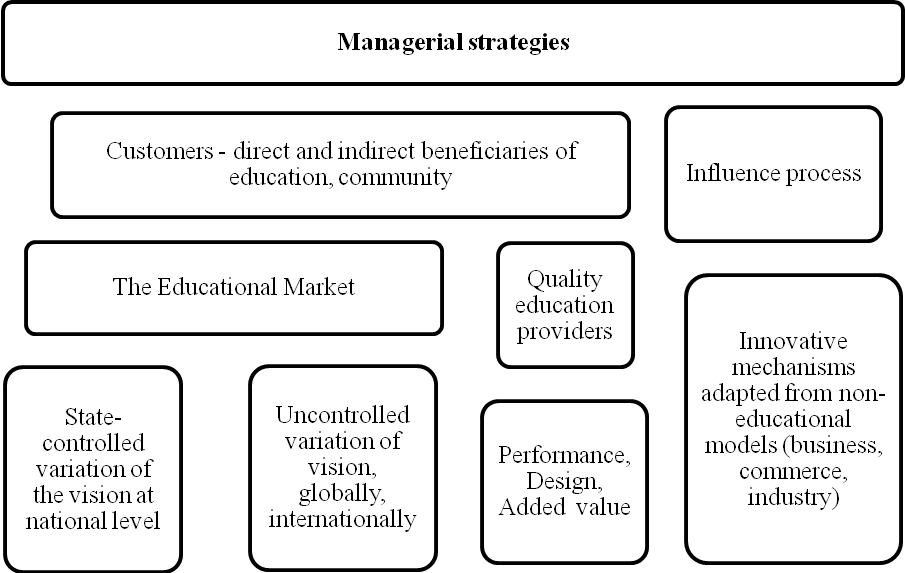 Managerial strategies
Customers - direct and indirect beneficiaries of
education, community
Influence process
The Educational Market
Quality
education
providers
State-
controlled
variation of
the vision at
national level
Uncontrolled
variation of
vision,
globally,
internationally
Performance,
Design,
Added value
Innovative
mechanisms
adapted from non-
educational
models (business,
commerce,
industry)